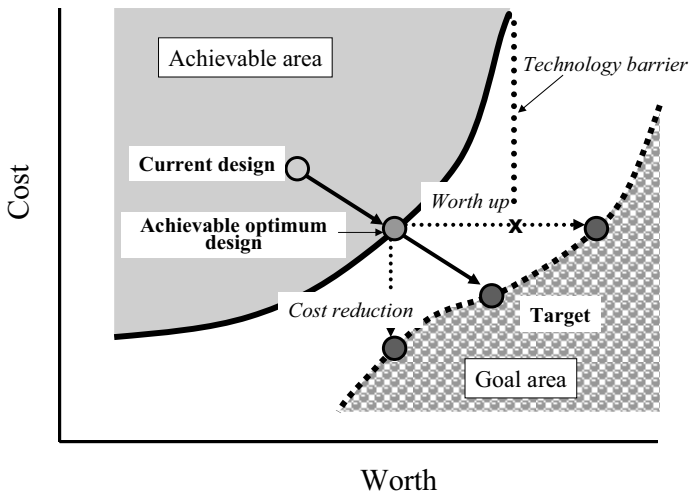 Achievable area
Technology barrier
Current design
Worth up
Achievable optimum
design
x
Cost reduction
Target
Goal area
Cost
Worth